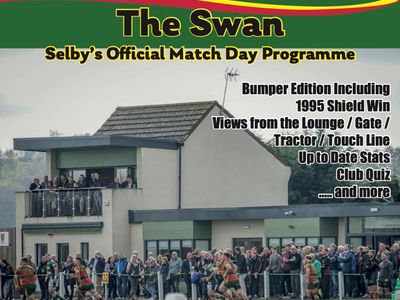 The Swan
Selby's Official Match Day Programme
Bumper Edition Including
1995 Shield Win
Views from the Lounge / Gate /
Tractor / Touch Line
Up to Date Stats
Club Quiz
..... and more